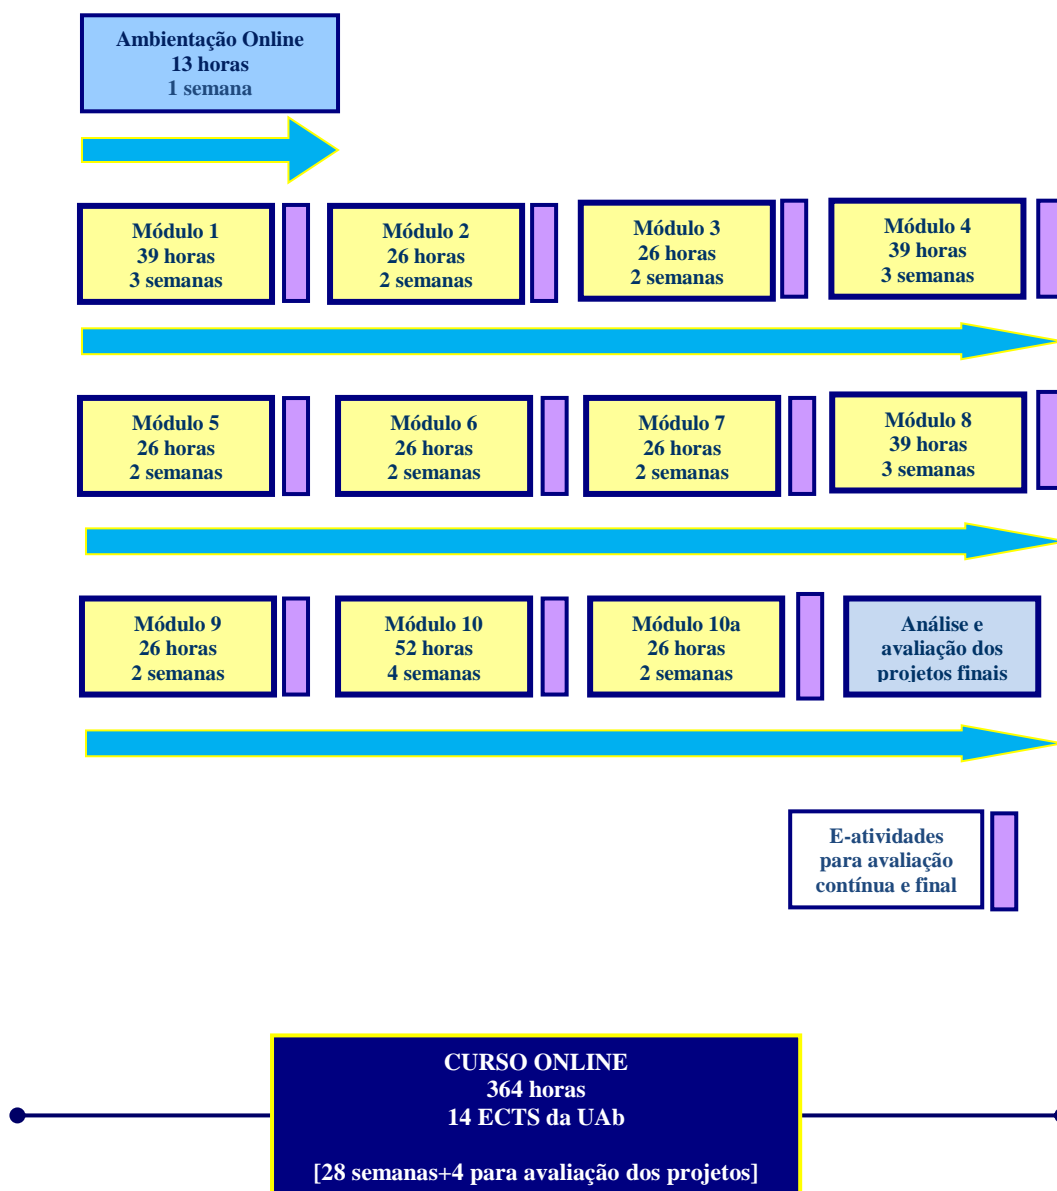 Ambientação Online
13 horas
1 semana
Módulo 1
39 horas
3 semanas
Módulo 2
26 horas
2 semanas
Módulo 3
26 horas
2 semanas
Módulo 4
39 horas
3 semanas
Módulo 5
26 horas
2 semanas
Módulo 6
26 horas
2 semanas
Módulo 7
26 horas
2 semanas
Módulo 8
39 horas
3 semanas
Módulo 9
26 horas
2 semanas
Módulo 10
52 horas
4 semanas
Módulo 10a
26 horas
2 semanas
Análise e
avaliação dos
projetos finais
E-atividades
para avaliação
contínua e final
CURSO ONLINE
364 horas
14 ECTS da UAb
[28 semanas+4 para avaliação dos projetos]